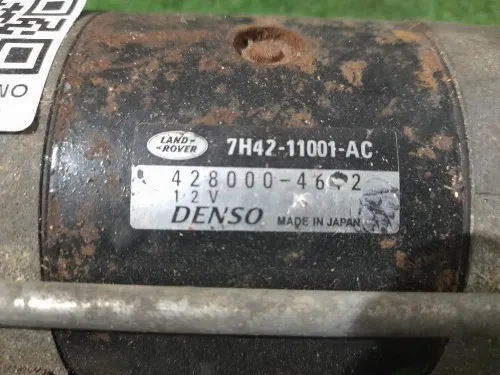 LAND-
-ROVER
7H42-11001-AC
12V
DENSO MADE IN JAPAN